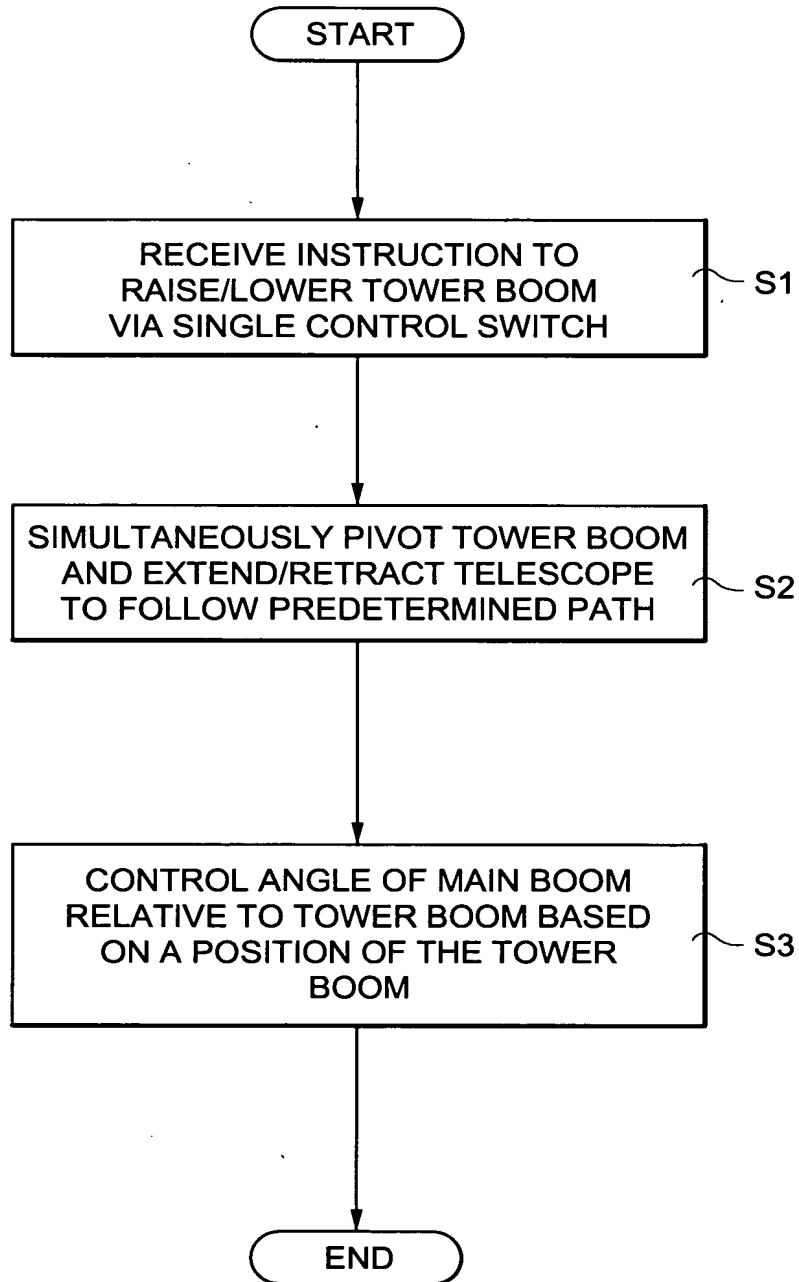 START
RECEIVE INSTRUCTION TO
RAISE/LOWER TOWER BOOM
VIA SINGLE CONTROL SWITCH
S1
SIMULTANEOUSLY PIVOT TOWER BOOM
AND EXTEND/RETRACT TELESCOPE
TO FOLLOW PREDETERMINED PATH
S2
CONTROL ANGLE OF MAIN BOOM
RELATIVE TO TOWER BOOM BASED
ON A POSITION OF THE TOWER
BOOM
S3
END